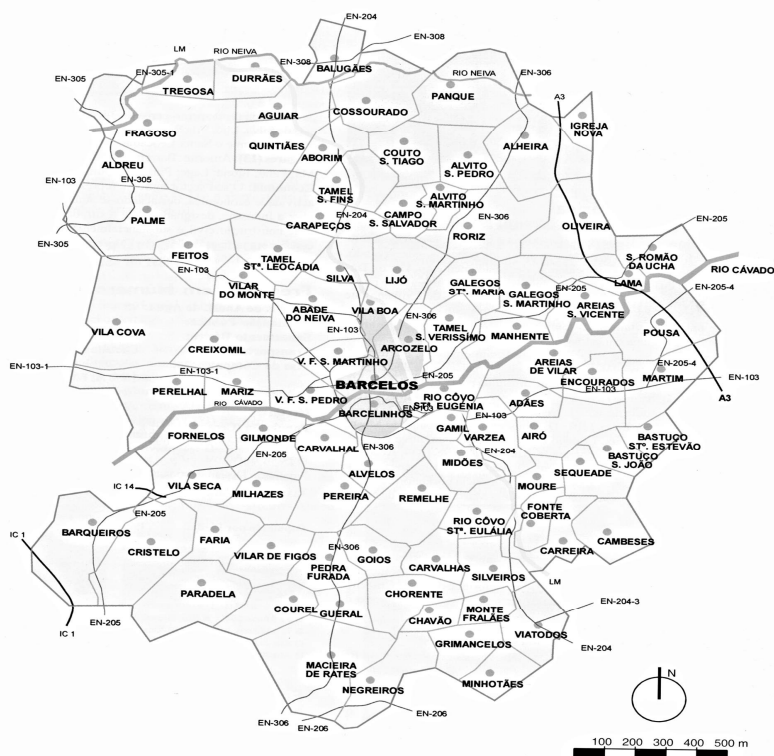 EN-204
EN-308
LM
RIO NEIVA
EN-308
BALUGÃES
EN-305
EN-305-1
DURRÃES
TREGOSA
RIO NEIVA
EN-306
PANQUE
A3
COSSOURADO
AGUIAR
FRAGOSO
IGREJA
NOVA
QUINTIÃES
ABORIM
COUTO
S. TIAGO
ALHEIRA
ALDREU
ALVITO
S. PEDRO
EN-103
EN-305
TAMEL
S. FINS
ALVITO
S. MARTINHO
PALME
CARAPEÇOS
EN-204
CAMPO
S. SALVADOR
EN-306
OLIVEIRA
EN-205
RORIZ
EN-305
FEITOS
TAMEL
STª. LEOCÁDIA
S. ROMÃO
DA UCHA
RIO CÁVADO
EN-103
SILVA
LIJÓ
GALEGOS
STª. MARIA
GALEGOS
S. MARTINHO
EN-205
LAMA
EN-205-4
VILAR
DO MONTE
AREIAS
S. VICENTE
ABADE
DO NEIVA
VILA BOA
EN-306
VILA COVA
EN-103
TAMEL
S. VERÍSSIMO
MANHENTE
POUSA
CREIXOMIL
ARCOZELO
V. F. S. MARTINHO
AREIAS
DE VILAR
EN-205-4
EN-103-1
EN-103-1
EN-205
ENCOURADOS
MARTIM
EN-103
BARCELOS
PERELHAL
MARIZ
V. F. S. PEDRO
RIO CÔVO
STª. EUGÉNIA
ADÃES
EN-103
A3
RIO
CÁVADO
BARCELINHOS
EN-103
EN-103
FORNELOS
GILMONDE
CARVALHAL
GAMIL
VARZEA
AIRÓ
BASTUÇO
STº. ESTEVÃO
EN-205
EN-306
EN-204
BASTUÇO
S. JOÃO
MIDÕES
SEQUEADE
ALVELOS
IC 14
VILA SECA
MILHAZES
PEREIRA
REMELHE
MOURE
EN-205
FONTE
COBERTA
BARQUEIROS
RIO CÔVO
STª. EULÁLIA
IC 1
FARIA
CAMBESES
CRISTELO
VILAR DE FIGOS
EN-306
GOIOS
CARREIRA
PEDRA
FURADA
CARVALHAS
SILVEIROS
LM
PARADELA
CHORENTE
COUREL
GUERAL
MONTE
FRALÃES
EN-204-3
EN-205
CHAVÃO
IC 1
VIATODOS
GRIMANCELOS
EN-204
MACIEIRA
DE RATES
MINHOTÃES
NEGREIROS
N
EN-306
EN-206
EN-206
100 200 300 400 500 m